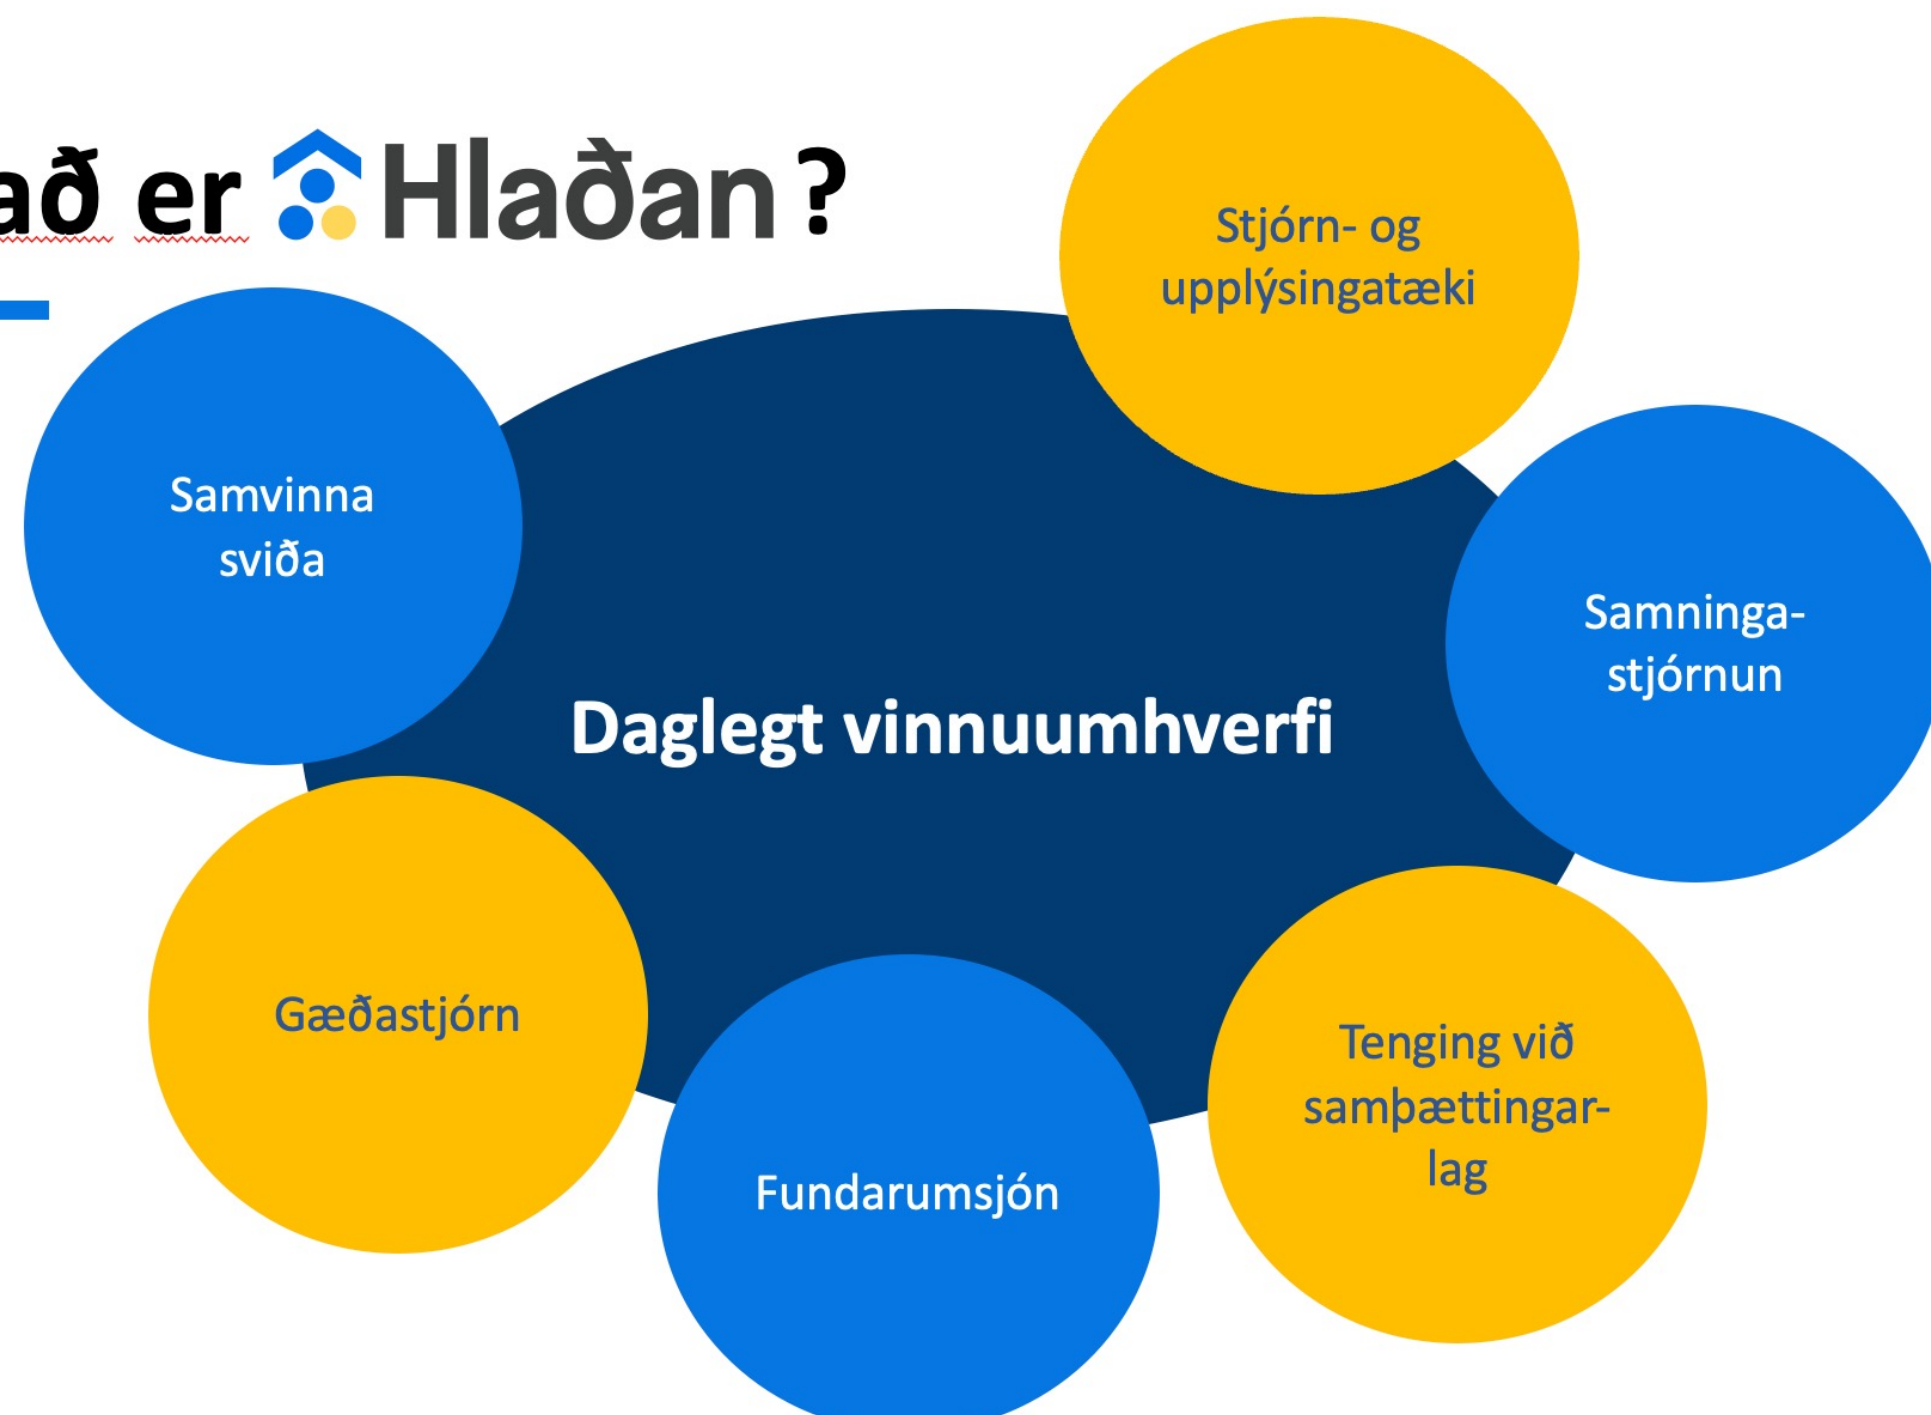 að er Hlaðan ?
Stjórn- og
upplýsingatæki
Samvinna
sviða
Samninga-
stjórnun
Daglegt vinnuumhverfi
Gæðastjórn
Tenging við
samþættingar-
lag
Fundarumsjón